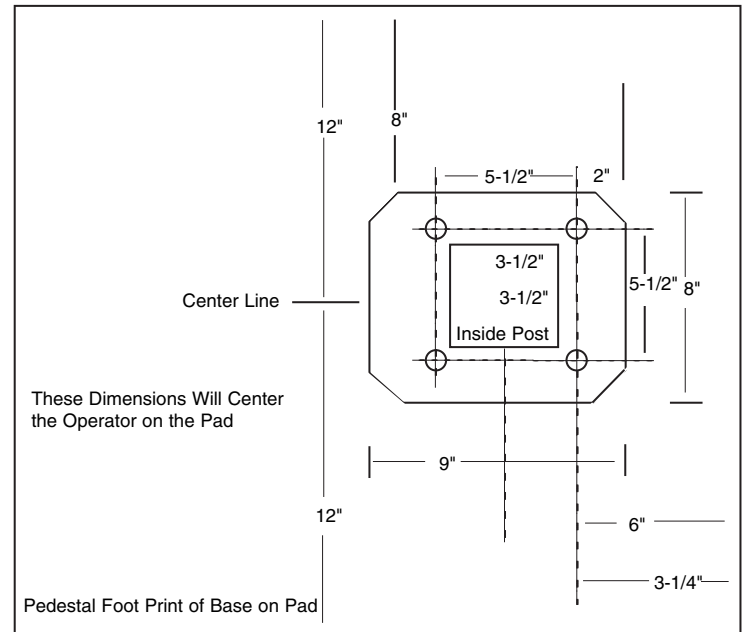 12"
8"
5-1/2"
2"
3-1/2"
5-1/2"
8"
3-1/2"
Center Line
Inside Post
These Dimensions Will Center
the Operator on the Pad
9"
12"
6"
3-1/4"
Pedestal Foot Print of Base on Pad